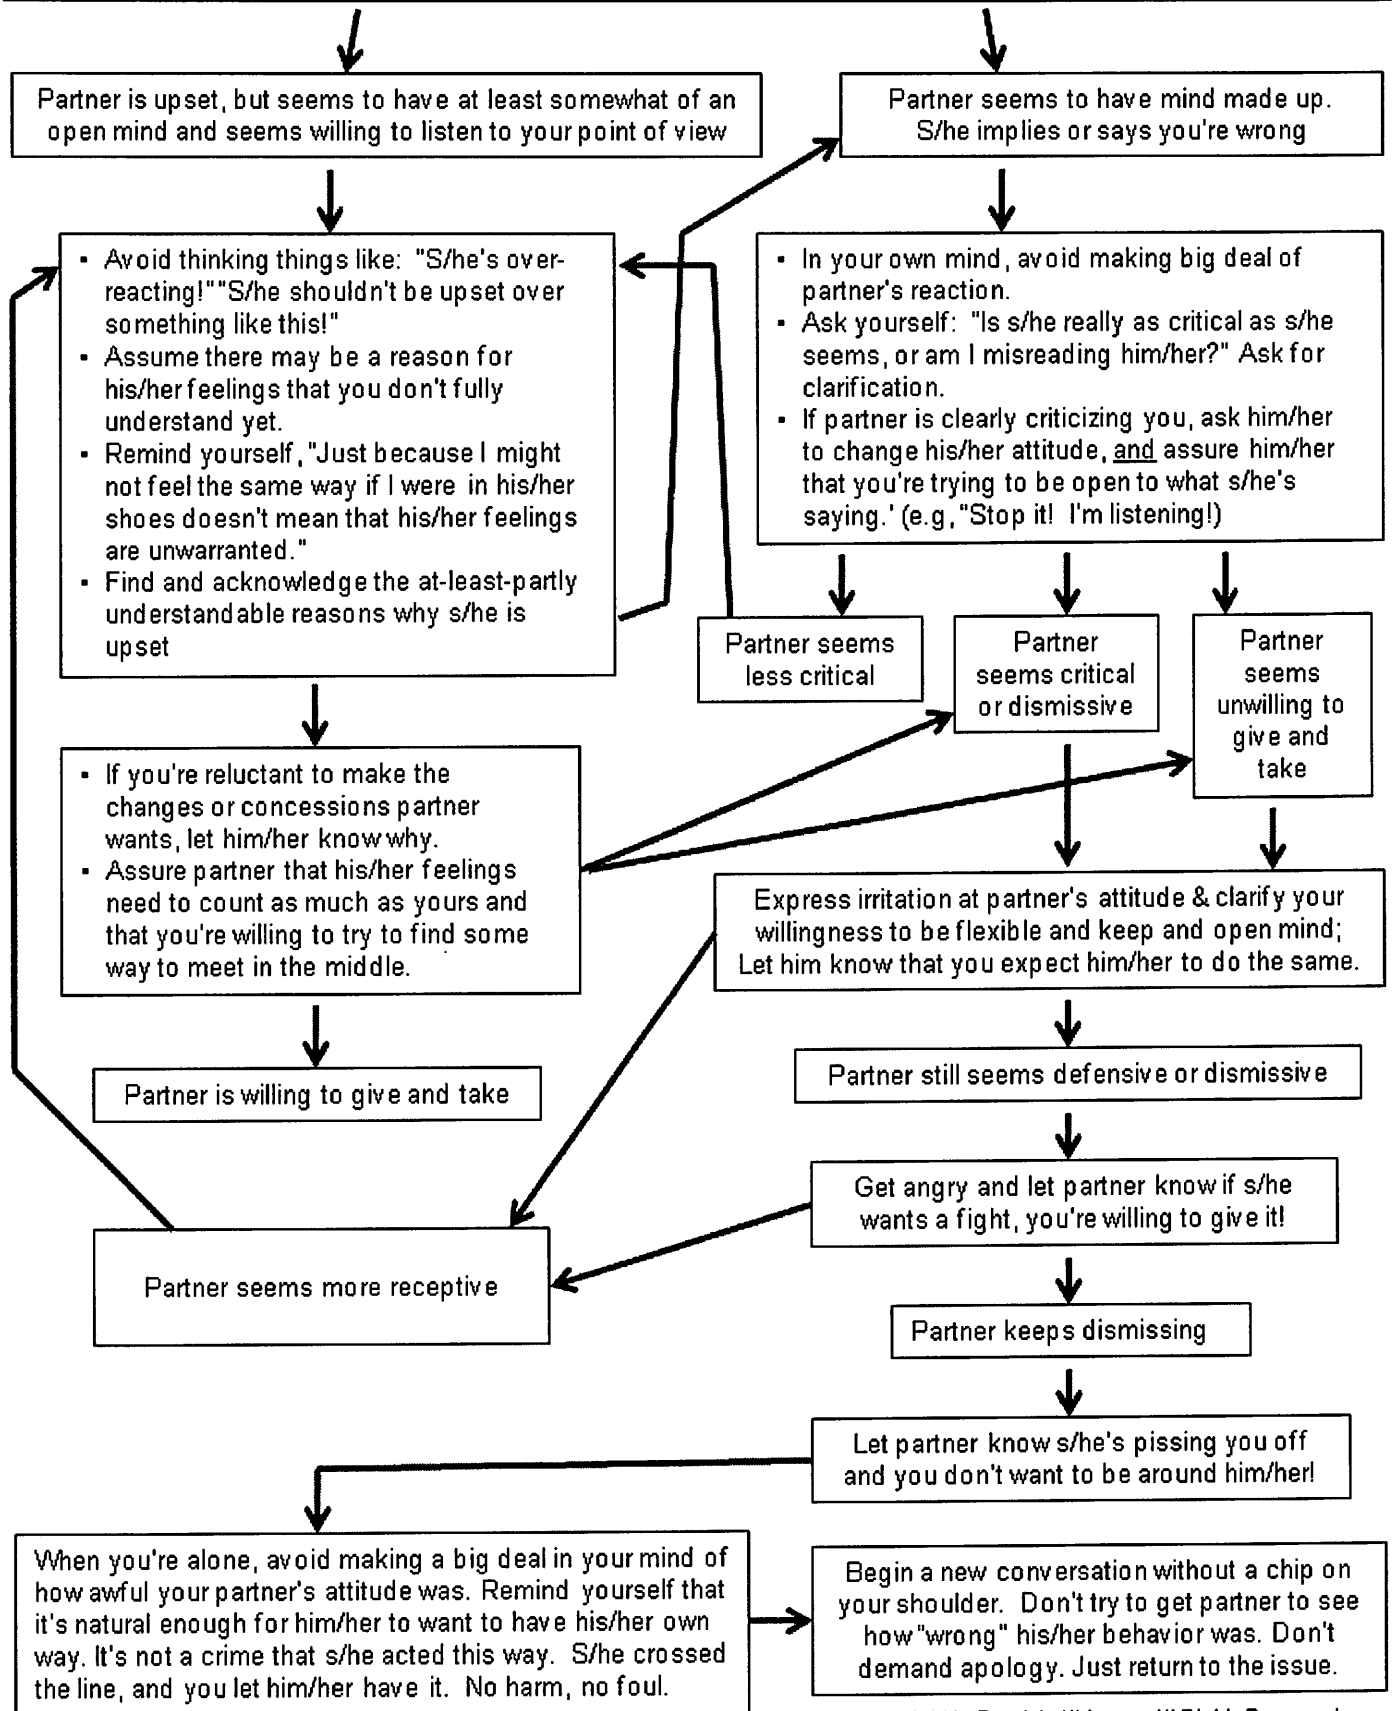 Partner is upset, but seems to have at least somewhat of an
open mind and seems willing to listen to your point of view
Partner seems to have mind made up.
S/he implies or says you're wrong
▪ Avoid thinking things like: "S/he's over-
reacting!""S/he shouldn't be upset over
something like this!"
▪ Assume there may be a reason for
his/her feelings that you don't fully
understand yet.
▪ Remind yourself, "Just because I might
not feel the same way if I were in his/her
shoes doesn't mean that his/her feelings
are unwarranted."
▪ Find and acknowledge the at-least-partly
understandable reasons why s/he is
upset
▪ In your own mind, avoid making big deal of
partner's reaction.
▪ Ask yourself: "Is s/he really as critical as s/he
seems, or am I misreading him/her?" Ask for
clarification.
▪ If partner is clearly criticizing you, ask him/her
to change his/her attitude, and assure him/her
that you're trying to be open to what s/he's
saying.' (e.g, "Stop it! I'm listening!)
Partner seems
less critical
Partner
seems critical
or dismissive
Partner
seems
unwilling to
give and
take
▪ If you're reluctant to make the
changes or concessions partner
wants, let him/her know why.
▪ Assure partner that his/her feelings
need to count as much as yours and
that you're willing to try to find some
way to meet in the middle.
Express irritation at partner's attitude & clarify your
willingness to be flexible and keep and open mind;
Let him know that you expect him/her to do the same.
Partner is willing to give and take
Partner still seems defensive or dismissive
Get angry and let partner know if s/he
wants a fight, you're willing to give it!
Partner seems more receptive
Partner keeps dismissing
Let partner know s/he's pissing you off
and you don't want to be around him/her!
When you're alone, avoid making a big deal in your mind of
how awful your partner's attitude was. Remind yourself that
it's natural enough for him/her to want to have his/her own
way. It's not a crime that s/he acted this way. S/he crossed
the line, and you let him/her have it. No harm, no foul.
Begin a new conversation without a chip on
your shoulder. Don't try to get partner to see
how "wrong" his/her behavior was. Don't
demand apology. Just return to the issue.